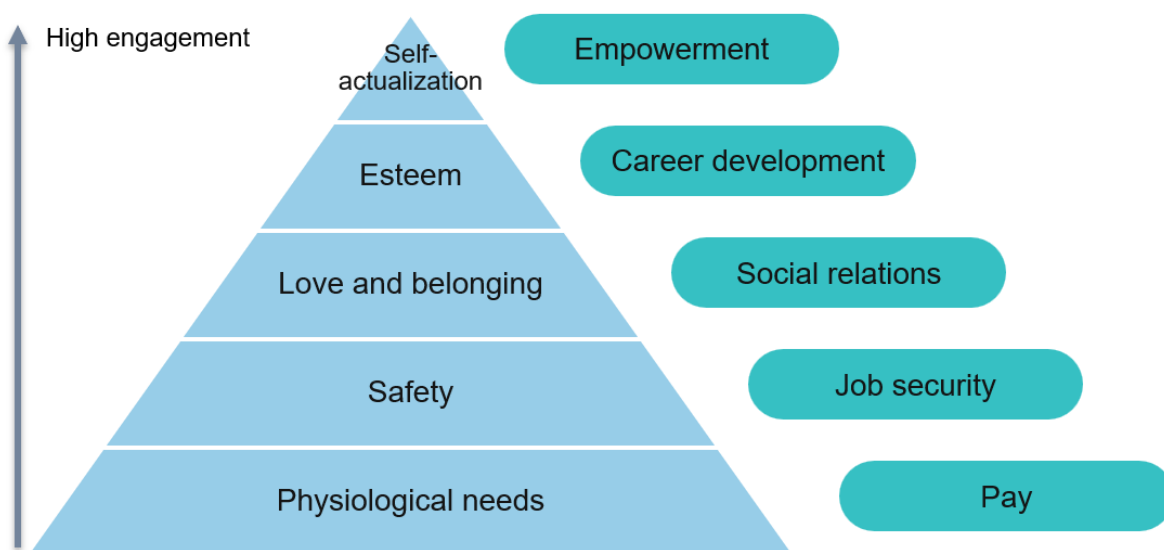 High engagement
Self-
actualization
Empowerment
Esteem
Career development
Love and belonging
Social relations
Safety
Job security
Physiological needs
Pay